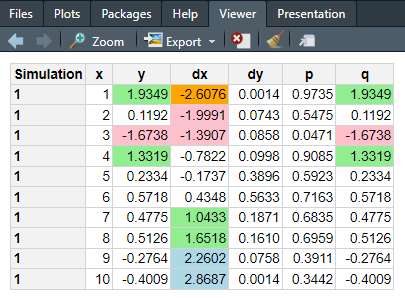 Files Plots Packages Help Viewer Presentation
Zoom Export
Simulation x y dx dy p q
1 1 1.9349 -2.6076 0.0014 0.9735 1.9349
1 2 0.1192 -1.9991 0.0743 0.5475 0.1192
1 3 -1.6738 -1.3907 0.0858 0.0471 -1.6738
1 4 1.3319 -0.7822 0.0998 0.9085 1.3319
1 5 0.2334 -0.1737 0.3896 0.5923 0.2334
1 6 0.5718 0.4348 0.5633 0.7163 0.5718
1 7 0.4775 1.0433 0.1871 0.6835 0.4775
1 8 0.5126 1.6518 0.1610 0.6959 0.5126
1 9 -0.2764 2.2602 0.0758 0.3911 -0.2764
1 10 -0.4009 2.8687 0.0014 0.3442 -0.4009